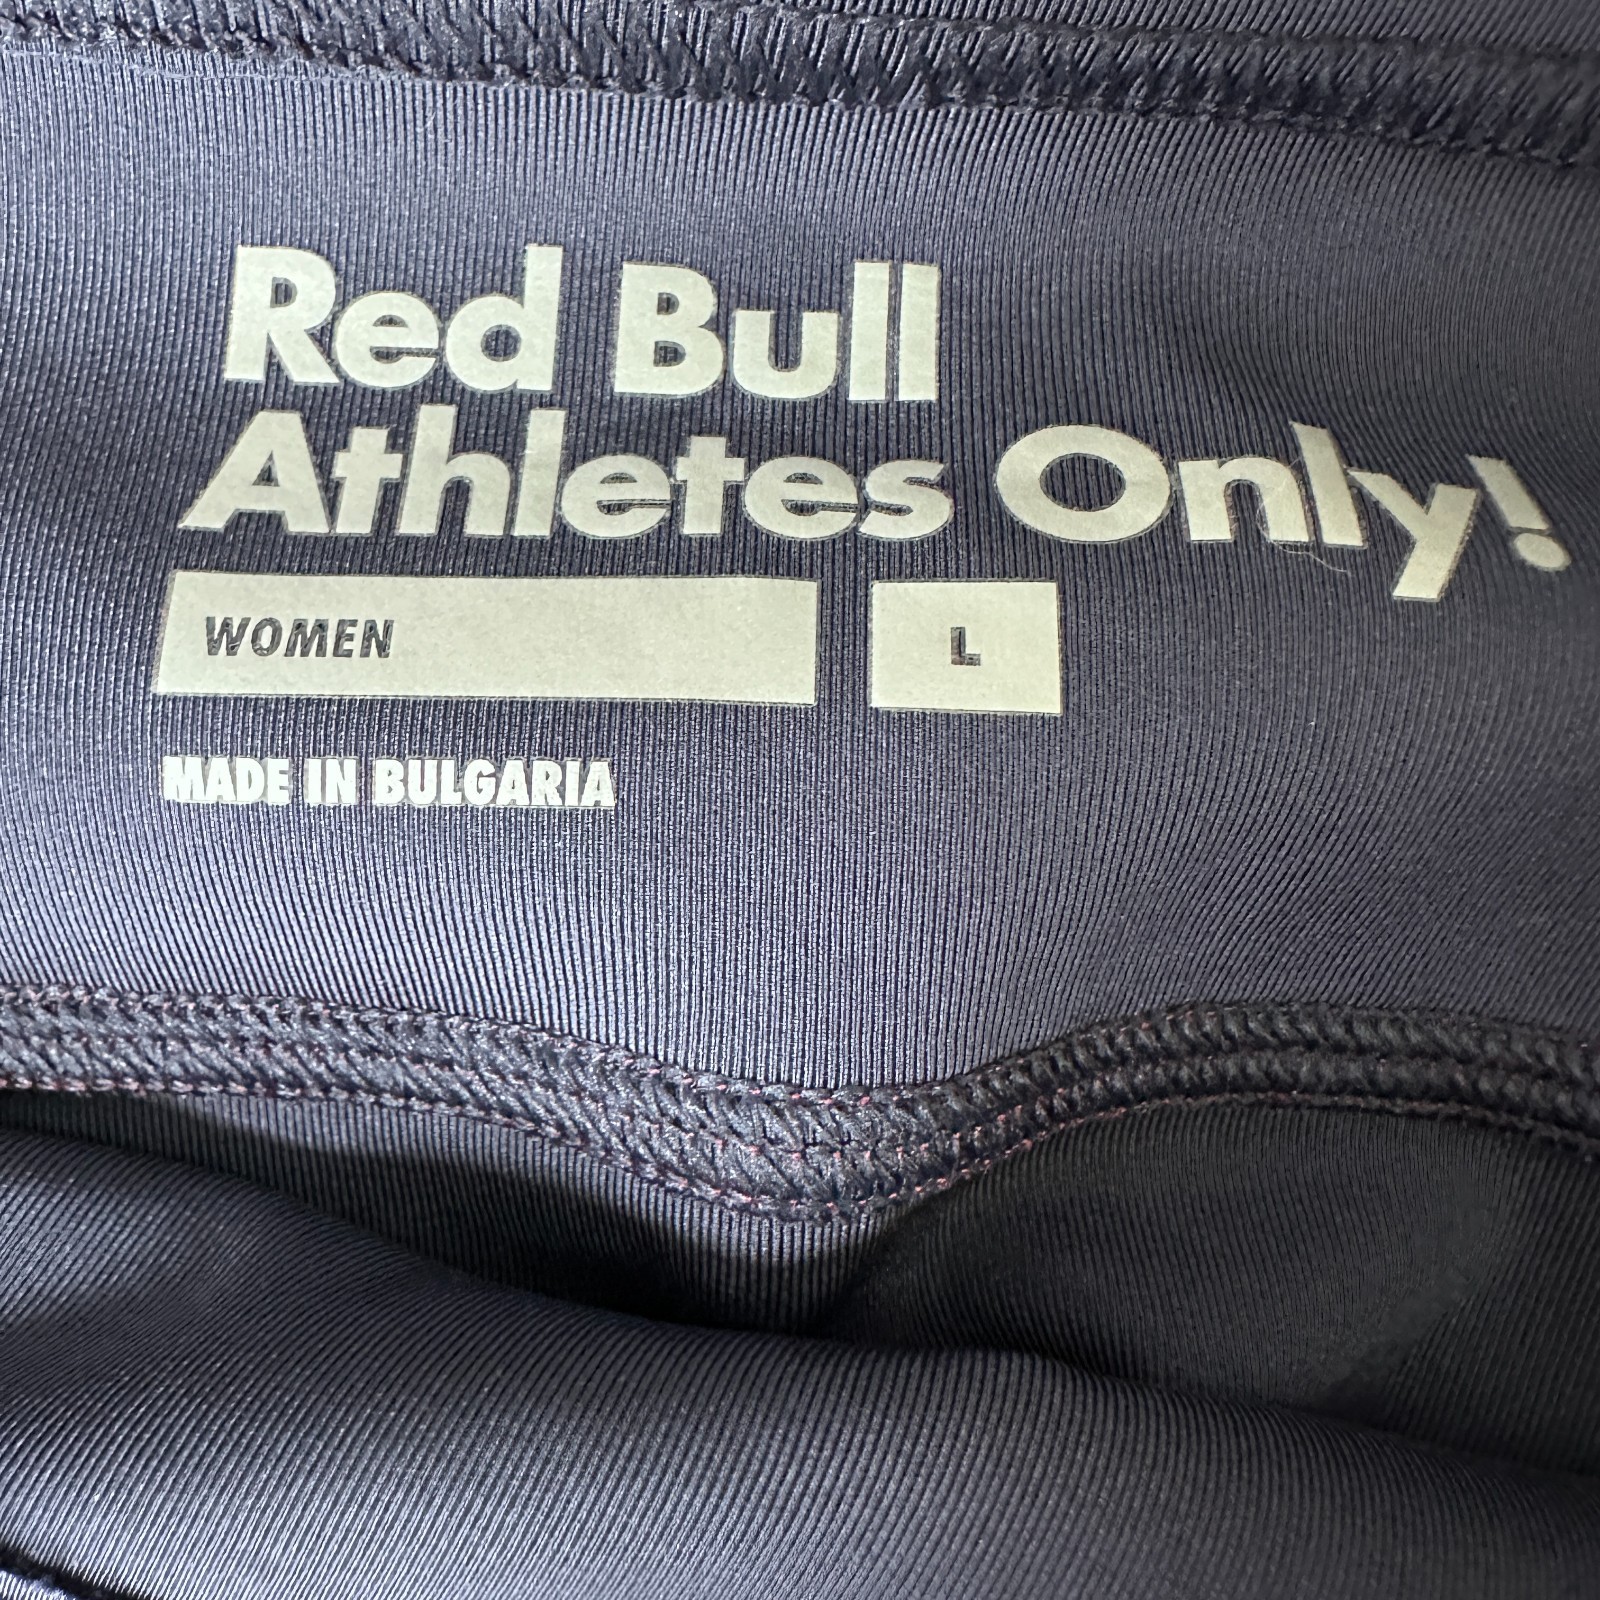 Red Bull
Athletes Only!
WOMEN L
MADE IN BULGARIA